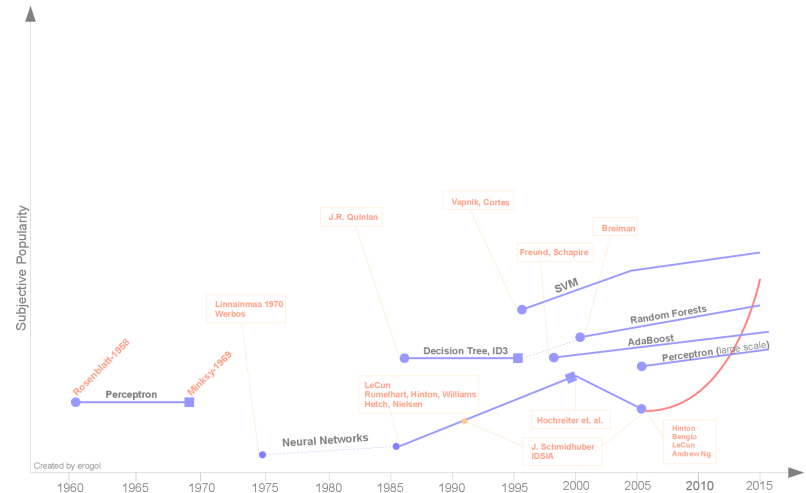 Subjective Popularity
Vapnik, Cortes
J.R. Quinlan
Breiman
Freund, Schapire
SVM
Linnainmaa 1970
Werbos
Random Forests
AdaBoost
Rosenblatt-1958
Minksy-1969
Decision Tree, ID3
Perceptron (large scale)
Perceptron
LeCun
Rumelhart, Hinton, Williams
Hetch, Nielsen
Neural Networks
Hochreiter et. al.
J. Schmidhuber
IDSIA
Hinton
Bengio
LeCun
Andrew Ng.
Created by erogol
1960 1965 1970 1975 1980 1985 1990 1995 2000 2005 2010 2015